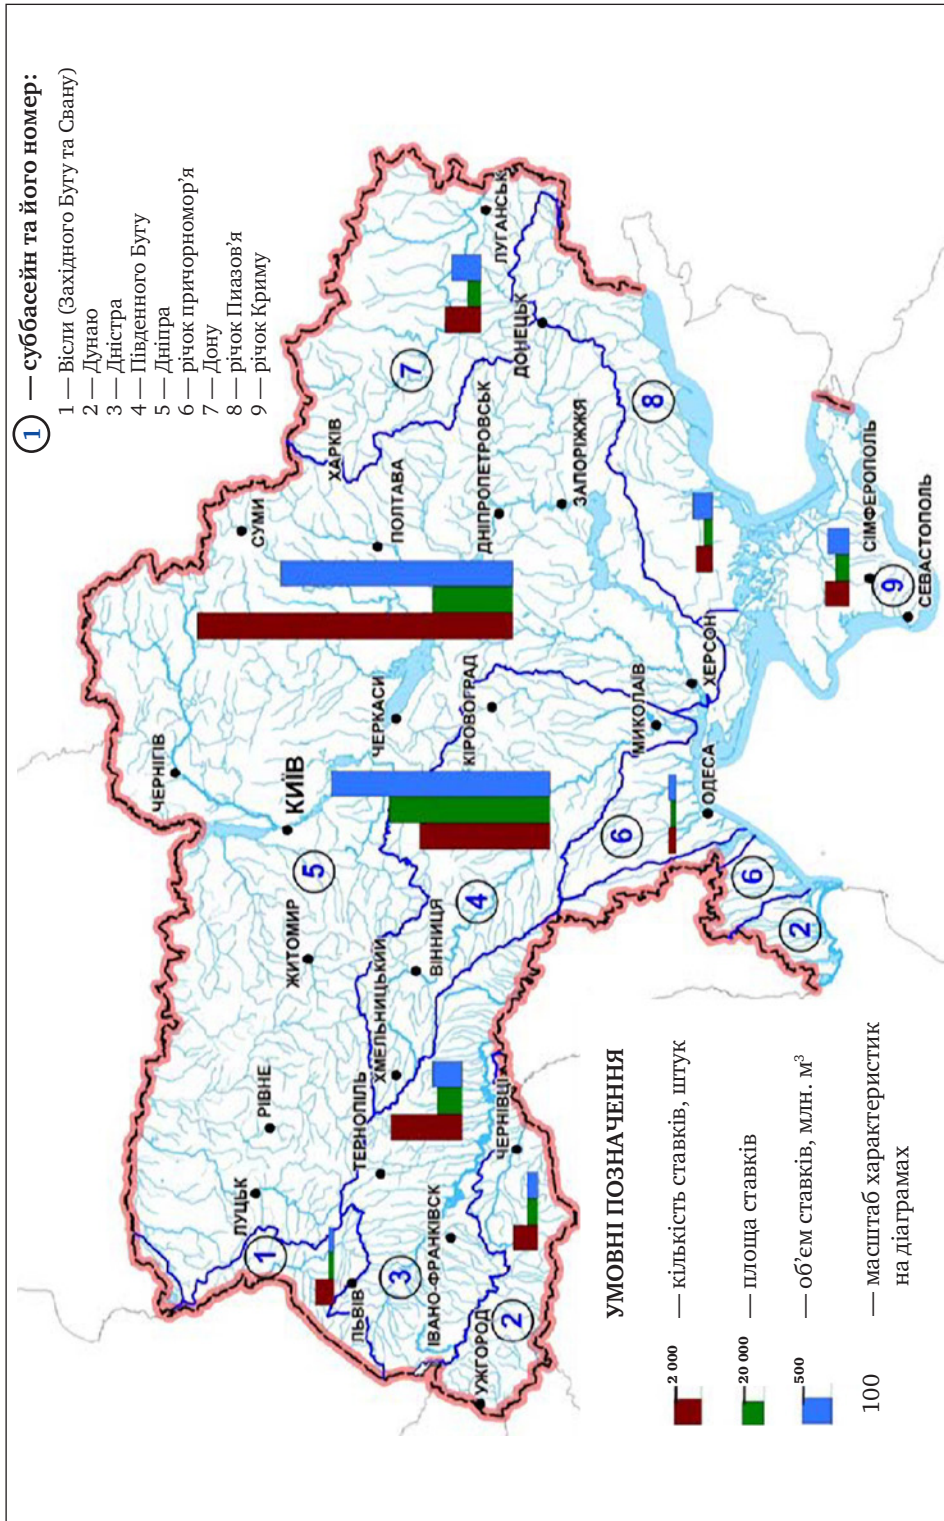 1 — суббасейн та його номер:
1 — Вісли (Західного Бугу та Свану)
2 — Дунаю
3 — Дністра
4 — Південного Бугу
5 — Дніпра
6 — річок причорномор’я
7 — Дону
8 — річок Пиазов’я
9 — річок Криму
ЧЕРНІГІВ
СУМИ
ЛУЦЬК
РІВНЕ
ЖИТОМИР
КИЇВ
ХАРКІВ
1
5
ЛЬВІВ
ТЕРНОПІЛЬ
ХМЕЛЬНИЦЬКИЙ
ВІННИЦЯ
ЧЕРКАСИ
ПОЛТАВА
7
3
ІВАНО-ФРАНКІВСК
4
КІРОВОГРАД
ДНІПРОПЕТРОВСЬК
ЛУГАНСЬК
УЖГОРОД
2
ЧЕРНІВЦІ
ДОНЕЦЬК
ЗАПОРІЖЖЯ
6
МИКОЛАЇВ
8
ХЕРСОН
ОДЕСА
6
2
СІМФЕРОПОЛЬ
9
СЕВАСТОПОЛЬ
УМОВНІ ПОЗНАЧЕННЯ
2 000 — кількість ставків, штук
20 000 — площа ставків
500 — об’єм ставків, млн. м³
100 — масштаб характеристик
на діаграмах